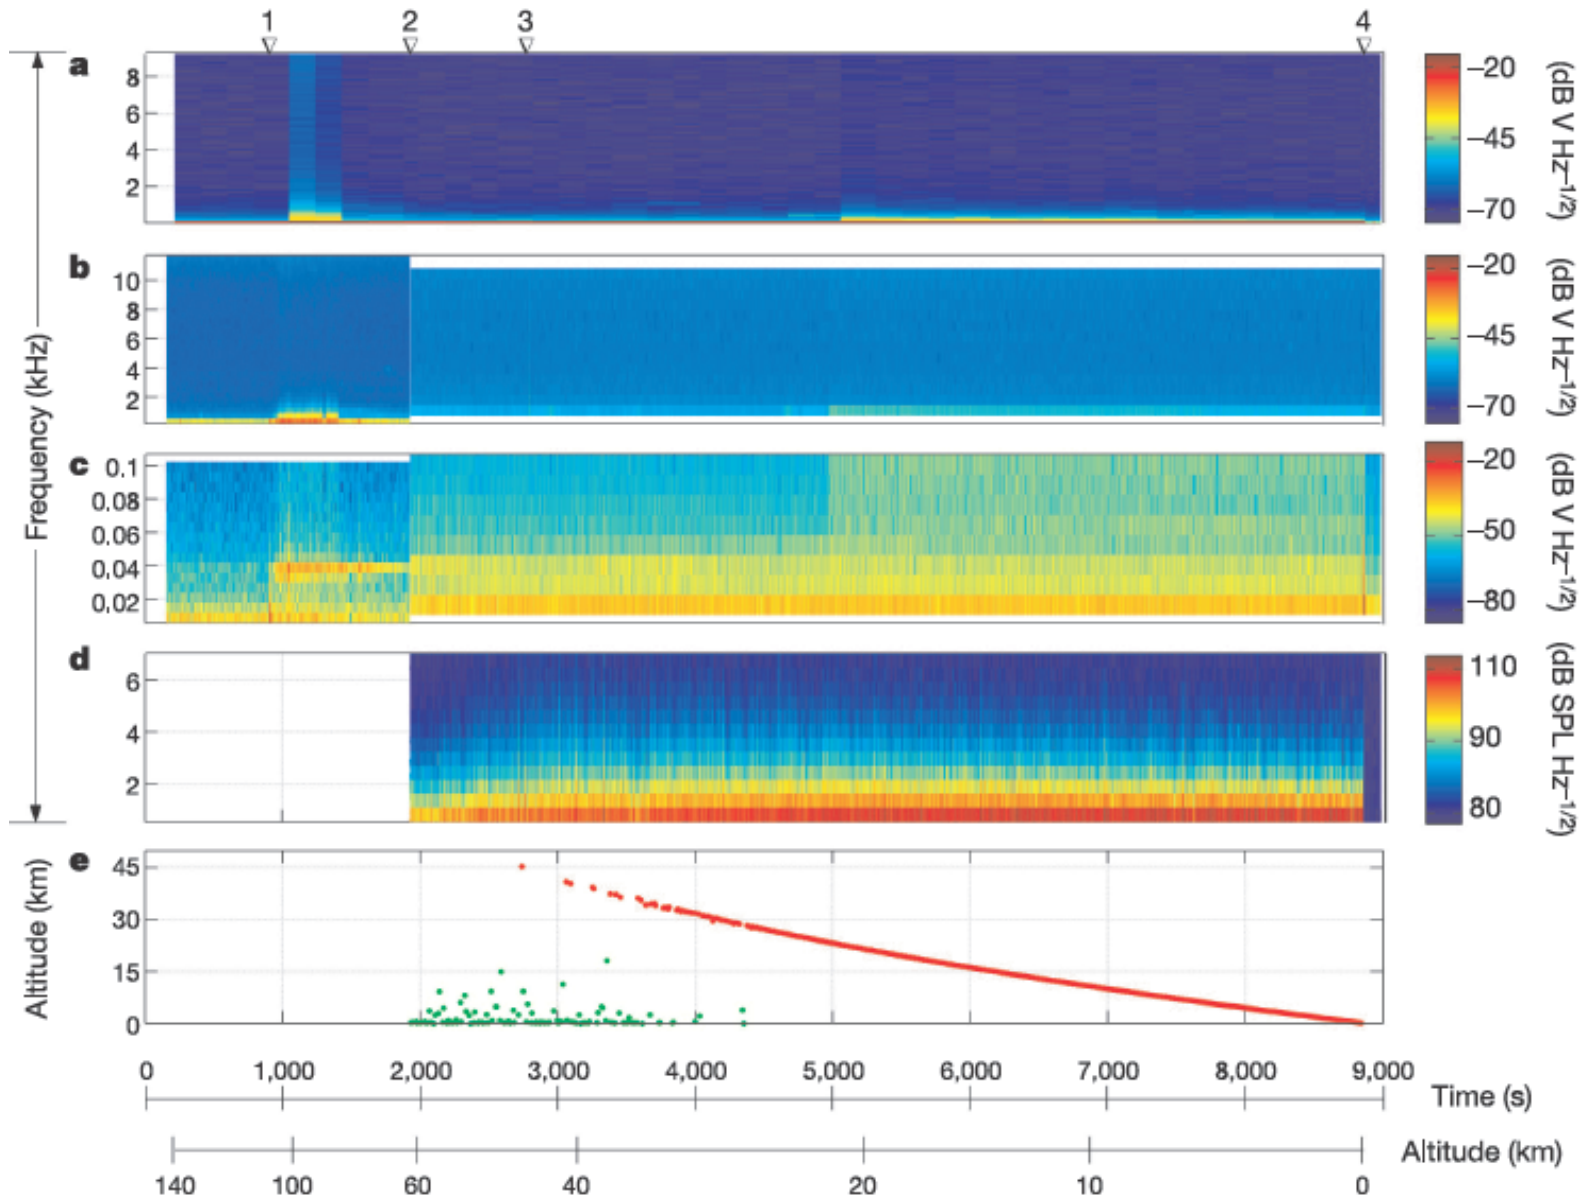 1 2 3 4
a
8
6
4
2
–20
–45
–70
(dB V Hz–1/2)
b
10
8
6
4
2
–20
–45
–70
(dB V Hz–1/2)
c
0.1
0.08
0.06
0.04
0.02
–20
–50
–80
(dB V Hz–1/2)
d
6
4
2
110
90
80
(dB SPL Hz–1/2)
Frequency (kHz)
e
45
30
15
0
Altitude (km)
0 1,000 2,000 3,000 4,000 5,000 6,000 7,000 8,000 9,000
Time (s)
Altitude (km)
140 100 60 40 20 10 0